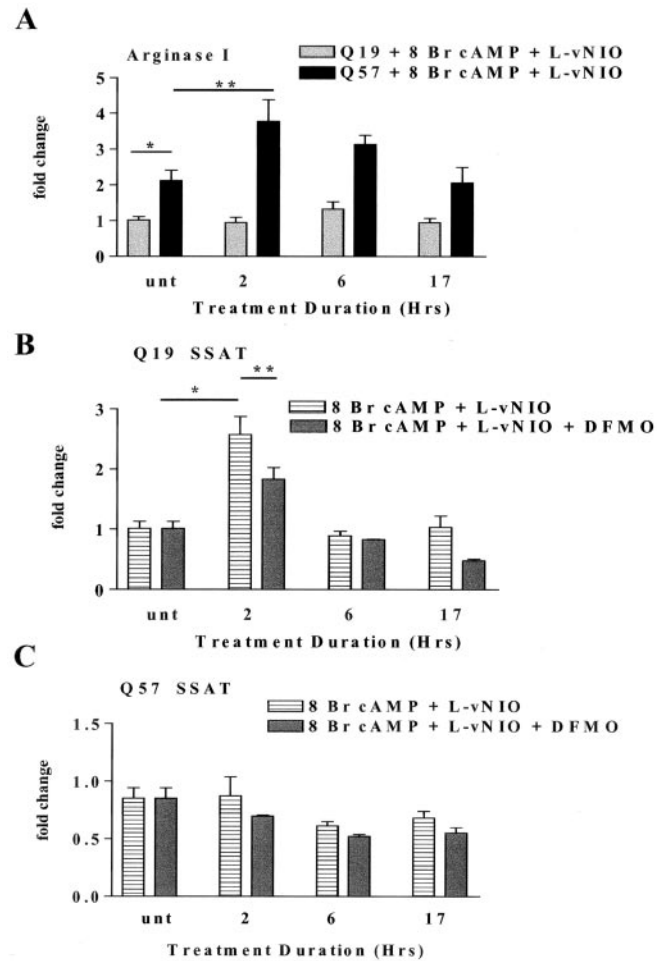 A
Arginase I
Q19 + 8 Br cAMP + L-vNIO
Q57 + 8 Br cAMP + L-vNIO
fold change
5
4
3
2
1
0
*
**
unt 2 6 17
Treatment Duration (Hrs)
B
Q19 SSAT
8 Br cAMP + L-vNIO
8 Br cAMP + L-vNIO + DFMO
fold change
3
2
1
0
*
**
unt 2 6 17
Treatment Duration (Hrs)
C
Q57 SSAT
8 Br cAMP + L-vNIO
8 Br cAMP + L-vNIO + DFMO
fold change
1.5
1.0
0.5
0.0
unt 2 6 17
Treatment Duration (Hrs)